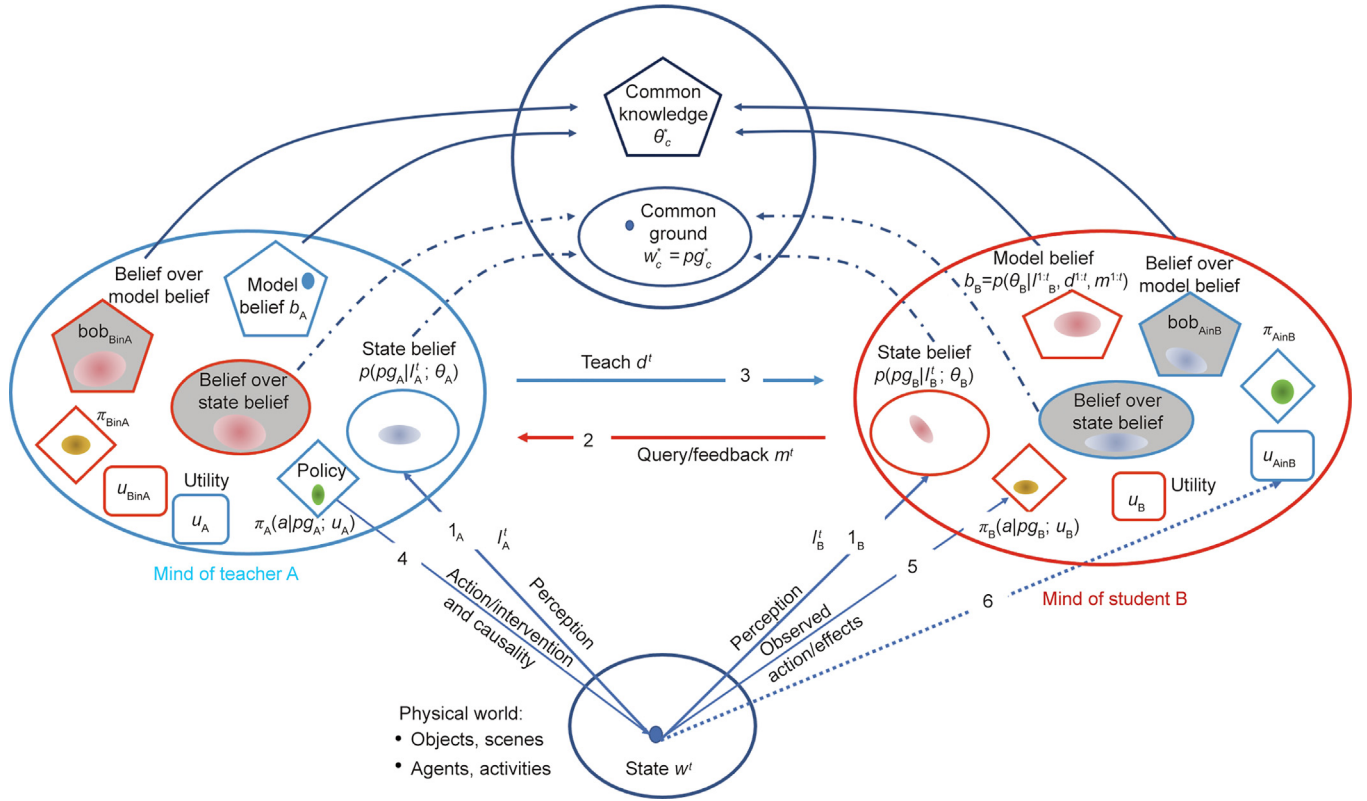 Common
knowledge
θ*c
Common
ground
w*c = pg*c
Belief over
model belief
Model
belief bA
bobBinA
Belief over
state belief
State belief
p(pgA|ItA; θA)
πBinA
uBinA
Utility
uA
Policy
πA(a|pgA; uA)
Mind of teacher A
Teach dt
3
2
Query/feedback mt
Model belief
bB=p(θB|I1:tB, d1:t, m1:t)
Belief over
model belief
bobAinB
πAinB
State belief
p(pgB|ItB; θB)
Belief over
state belief
uAinB
uB
Utility
πB(a|pgB; uB)
Mind of student B
4
1A
ItA
ItB
1B
5
6
Perception
Action/intervention
and causality
Perception
Observed
action/effects
Physical world:
• Objects, scenes
• Agents, activities
State wt